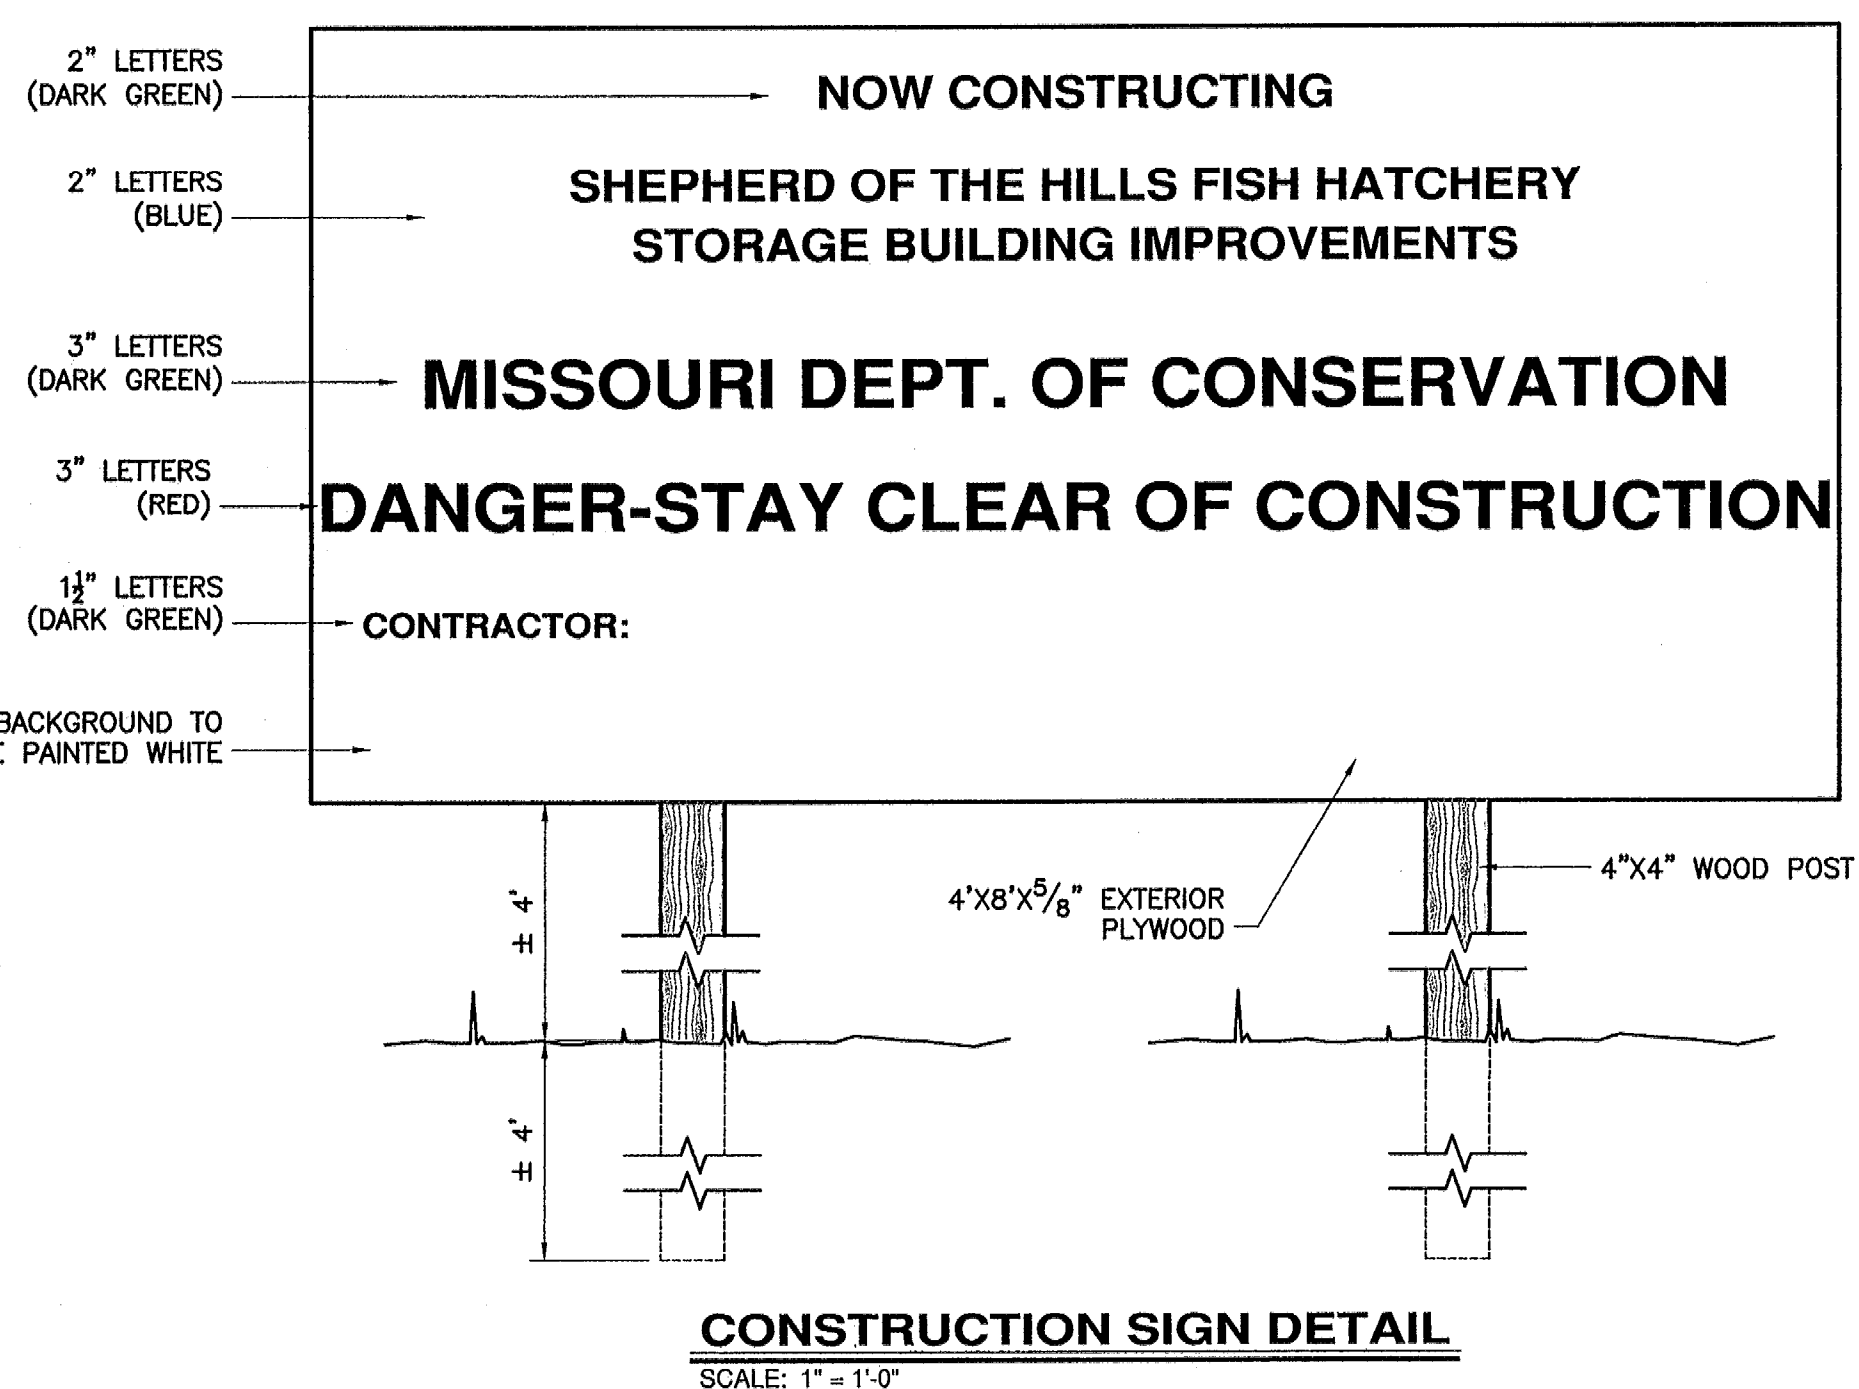 2" LETTERS
(DARK GREEN)
NOW CONSTRUCTING
2" LETTERS
(BLUE)
SHEPHERD OF THE HILLS FISH HATCHERY
STORAGE BUILDING IMPROVEMENTS
3" LETTERS
(DARK GREEN)
MISSOURI DEPT. OF CONSERVATION
3" LETTERS
(RED)
DANGER-STAY CLEAR OF CONSTRUCTION
1½" LETTERS
(DARK GREEN)
CONTRACTOR:
BACKGROUND TO
PAINTED WHITE
4"X4" WOOD POST
4'X8'X5/8" EXTERIOR
PLYWOOD
± 4'
± 4'
CONSTRUCTION SIGN DETAIL
SCALE: 1" = 1'-0"